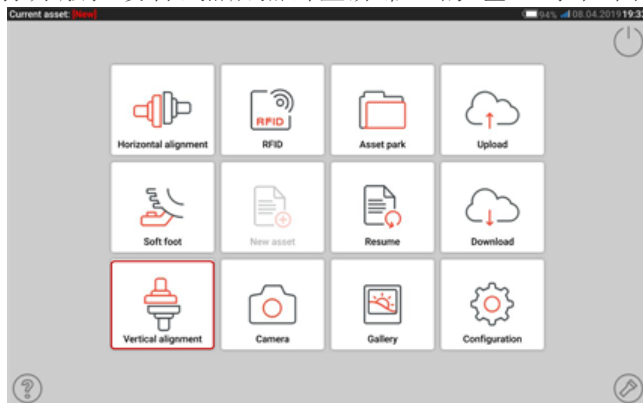 Current asset: [New]
94% 08.04.2019 19:33
Horizontal alignment
RFID
RFID
Asset park
Upload
Soft foot
New asset
Resume
Download
Vertical alignment
Camera
Gallery
Configuration
?